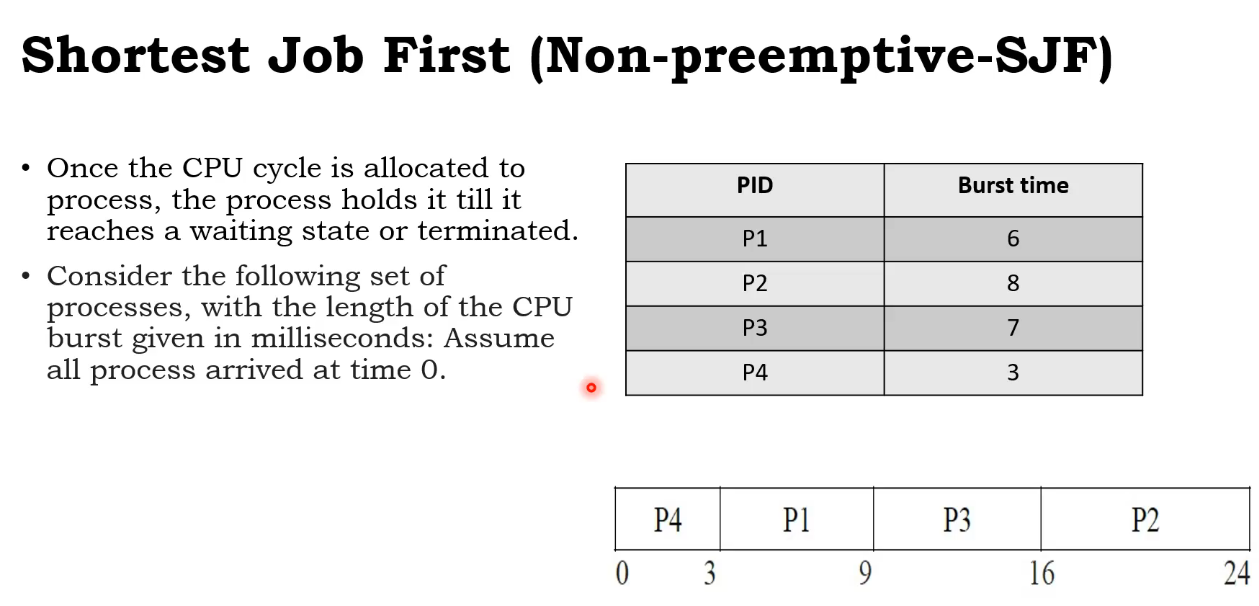 Shortest Job First (Non-preemptive-SJF)
• Once the CPU cycle is allocated to
process, the process holds it till it
reaches a waiting state or terminated.
• Consider the following set of
processes, with the length of the CPU
burst given in milliseconds: Assume
all process arrived at time 0.
PID Burst time
P1 6
P2 8
P3 7
P4 3
P4 P1 P3 P2
0 3 9 16 24